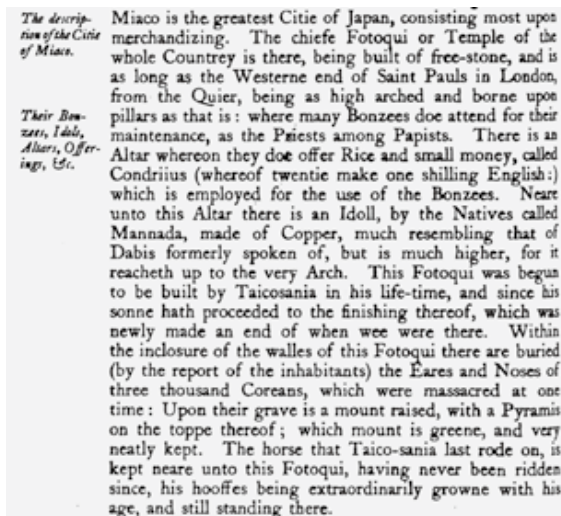 The descrip-
tion of the Citie
of Miaco.
Their Bon-
zees, Idols,
Altars, Offer-
ings, &c.
Miaco is the greatest Citie of Japan, consisting most upon
merchandizing. The chiefe Fotoqui or Temple of the
whole Countrey is there, being built of free-stone, and is
as long as the Westerne end of Saint Pauls in London,
from the Quier, being as high arched and borne upon
pillars as that is: where many Bonzees doe attend for their
maintenance, as the Priests among Papists. There is an
Altar whereon they doe offer Rice and small money, called
Condriius (whereof twentie make one shilling English:)
which is employed for the use of the Bonzees. Neare
unto this Altar there is an Idoll, by the Natives called
Mannada, made of Copper, much resembling that of
Dabis formerly spoken of, but is much higher, for it
reacheth up to the very Arch. This Fotoqui was begun
to be built by Taicosania in his life-time, and since his
sonne hath proceeded to the finishing thereof, which was
newly made an end of when wee were there. Within
the inclosure of the walles of this Fotoqui there are buried
(by the report of the inhabitants) the Eares and Noses of
three thousand Coreans, which were massacred at one
time: Upon their grave is a mount raised, with a Pyramis
on the toppe thereof; which mount is greene, and very
neatly kept. The horse that Taico-sania last rode on, is
kept neare unto this Fotoqui, having never been ridden
since, his hooffes being extraordinarily growne with his
age, and still standing there.